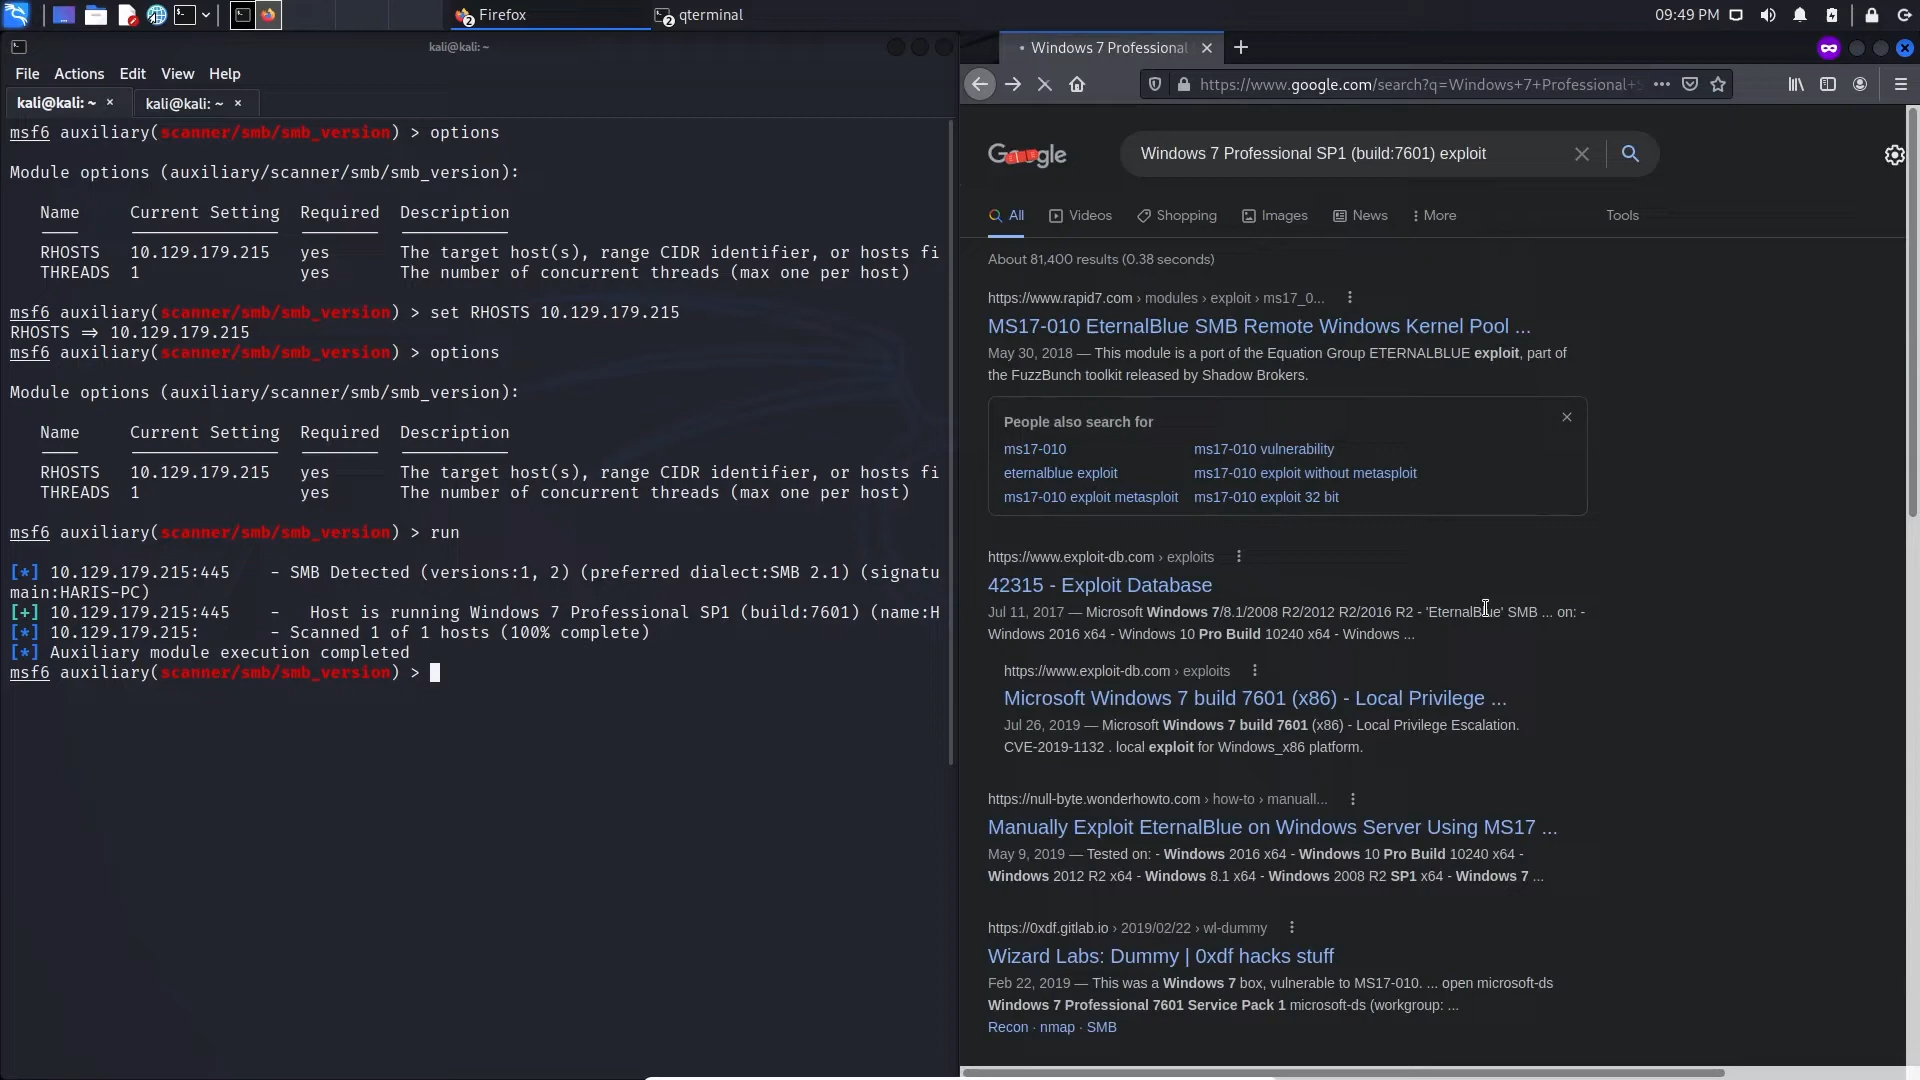 Firefox
qterminal
09:49 PM
kali@kali: ~
File Actions Edit View Help
kali@kali: ~ ×
kali@kali: ~ ×
msf6 auxiliary(scanner/smb/smb_version) > options
Module options (auxiliary/scanner/smb/smb_version):
Name Current Setting Required Description
RHOSTS 10.129.179.215 yes The target host(s), range CIDR identifier, or hosts fi
THREADS 1 yes The number of concurrent threads (max one per host)
msf6 auxiliary(scanner/smb/smb_version) > set RHOSTS 10.129.179.215
RHOSTS ⇒ 10.129.179.215
msf6 auxiliary(scanner/smb/smb_version) > options
Module options (auxiliary/scanner/smb/smb_version):
Name Current Setting Required Description
RHOSTS 10.129.179.215 yes The target host(s), range CIDR identifier, or hosts fi
THREADS 1 yes The number of concurrent threads (max one per host)
msf6 auxiliary(scanner/smb/smb_version) > run
[*] 10.129.179.215:445 - SMB Detected (versions:1, 2) (preferred dialect:SMB 2.1) (signatu
main:HARIS-PC)
[+] 10.129.179.215:445 - Host is running Windows 7 Professional SP1 (build:7601) (name:H
[*] 10.129.179.215: - Scanned 1 of 1 hosts (100% complete)
[*] Auxiliary module execution completed
msf6 auxiliary(scanner/smb/smb_version) >
Windows 7 Professional
https://www.google.com/search?q=Windows+7+Professional+S
Google
Windows 7 Professional SP1 (build:7601) exploit
All Videos Shopping Images News More Tools
About 81,400 results (0.38 seconds)
https://www.rapid7.com › modules › exploit › ms17_0...
MS17-010 EternalBlue SMB Remote Windows Kernel Pool ...
May 30, 2018 — This module is a part of the Equation Group ETERNALBLUE exploit, part of
the FuzzBunch toolkit released by Shadow Brokers.
People also search for
ms17-010 ms17-010 vulnerability
eternalblue exploit ms17-010 exploit without metasploit
ms17-010 exploit metasploit ms17-010 exploit 32 bit
https://www.exploit-db.com › exploits
42315 - Exploit Database
Jul 11, 2017 — Microsoft Windows 7/8.1/2008 R2/2012 R2/2016 R2 - 'EternalBlue' SMB ... on: -
Windows 2016 x64 - Windows 10 Pro Build 10240 x64 - Windows ...
https://www.exploit-db.com › exploits
Microsoft Windows 7 build 7601 (x86) - Local Privilege ...
Jul 26, 2019 — Microsoft Windows 7 build 7601 (x86) - Local Privilege Escalation.
CVE-2019-1132 . local exploit for Windows_x86 platform.
https://null-byte.wonderhowto.com › how-to › manuall...
Manually Exploit EternalBlue on Windows Server Using MS17 ...
May 9, 2019 — Tested on: - Windows 2016 x64 - Windows 10 Pro Build 10240 x64 -
Windows 2012 R2 x64 - Windows 8.1 x64 - Windows 2008 R2 SP1 x64 - Windows 7 ...
https://0xdf.gitlab.io › 2019/02/22 › wl-dummy
Wizard Labs: Dummy | 0xdf hacks stuff
Feb 22, 2019 — This was a Windows 7 box, vulnerable to MS17-010. ... open microsoft-ds
Windows 7 Professional 7601 Service Pack 1 microsoft-ds (workgroup: ...
Recon · nmap · SMB